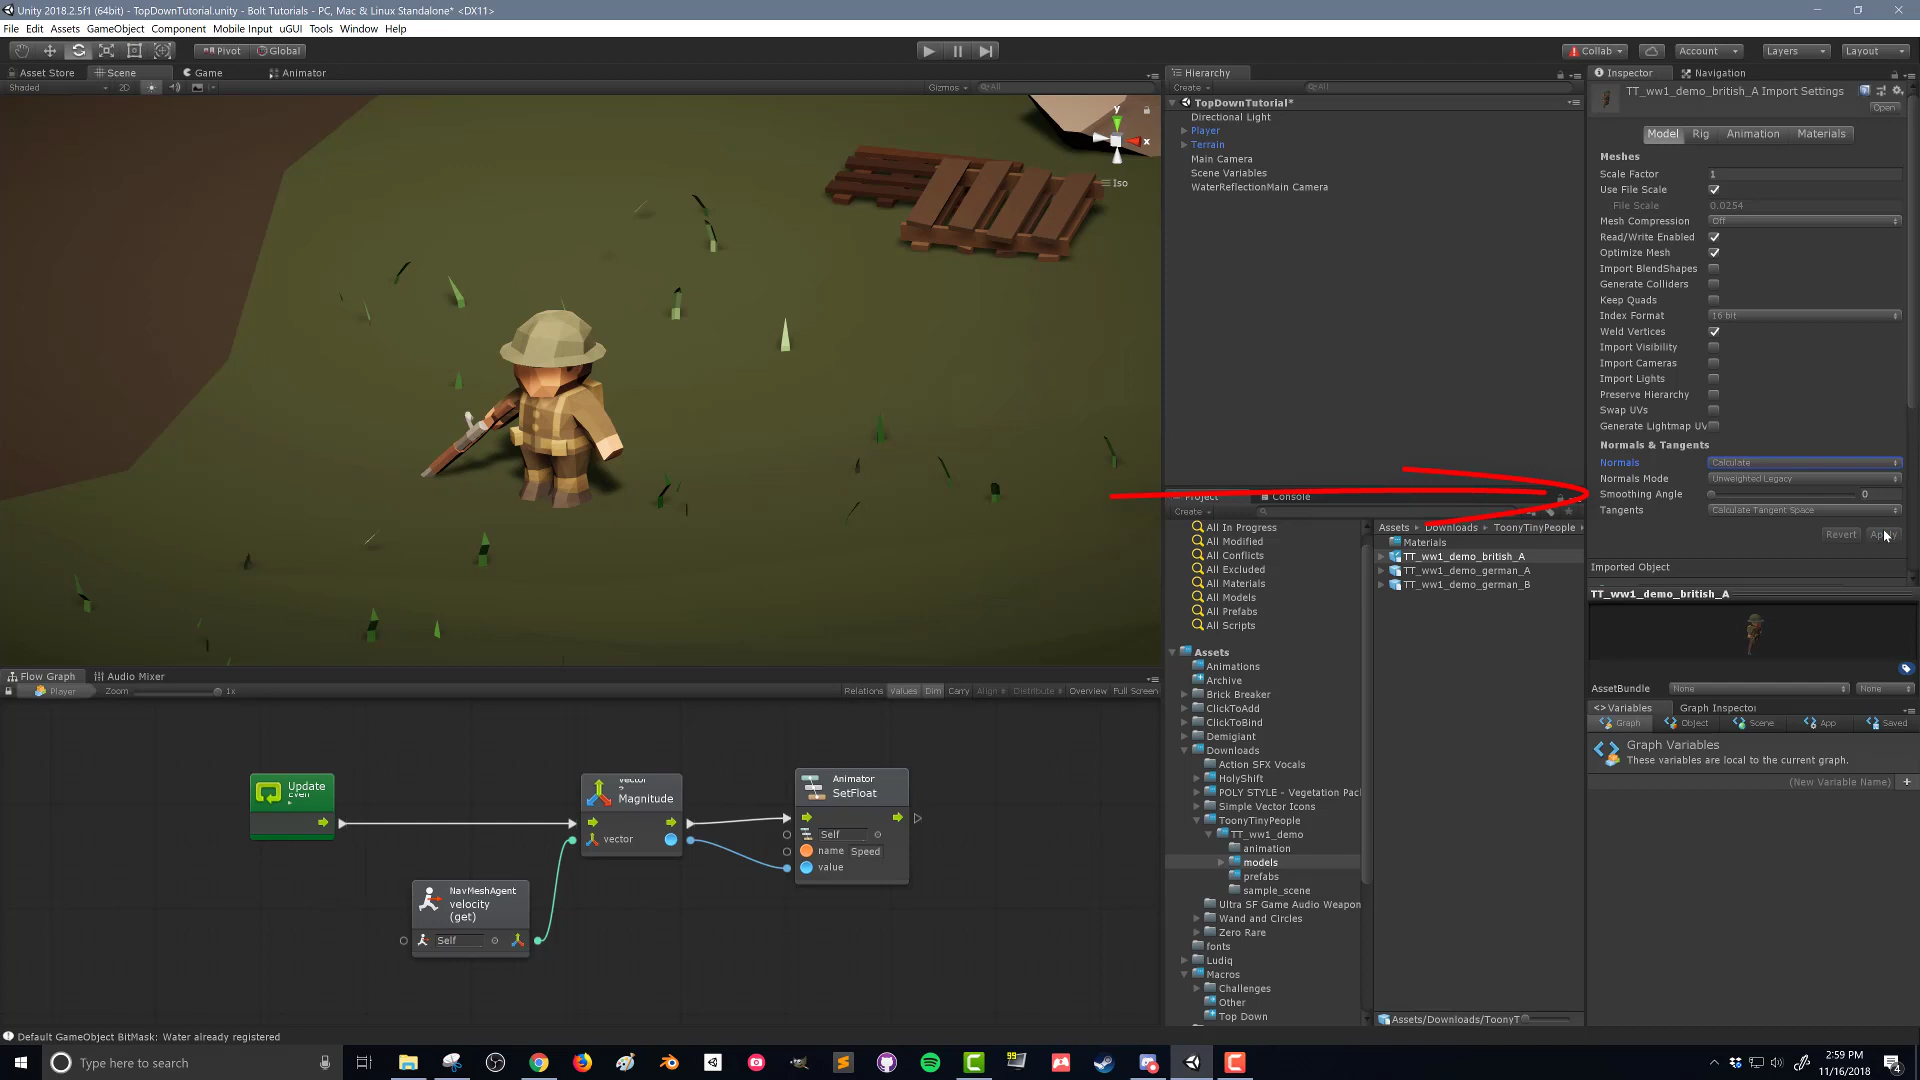 Unity 2018.2.5f1 (64bit) - TopDownTutorial.unity - Bolt Tutorials - PC, Mac & Linux Standalone* <DX11>
File Edit Assets GameObject Component Mobile Input uGUI Tools Window Help
Pivot Global Collab Account Layers Layout
Asset Store Scene Game Animator
Shaded 2D Gizmos All
y
x
Iso
Hierarchy
Create All
TopDownTutorial*
Directional Light
Player
Terrain
Main Camera
Scene Variables
WaterReflectionMain Camera
Inspector Navigation
TT_ww1_demo_british_A Import Settings
Open
Model Rig Animation Materials
Meshes
Scale Factor 1
Use File Scale
File Scale 0.0254
Mesh Compression Off
Read/Write Enabled
Optimize Mesh
Import BlendShapes
Generate Colliders
Keep Quads
Index Format 16 bit
Weld Vertices
Import Visibility
Import Cameras
Import Lights
Preserve Hierarchy
Swap UVs
Generate Lightmap UV
Normals & Tangents
Normals Calculate
Normals Mode Unweighted Legacy
Smoothing Angle 0
Tangents Calculate Tangent Space
Revert Apply
Imported Object
TT_ww1_demo_british_A
AssetBundle None None
Variables Graph Inspector
Graph Object Scene App Saved
Graph Variables
These variables are local to the current graph.
(New Variable Name) +
Project Console
Create
All In Progress
All Modified
All Conflicts
All Excluded
All Materials
All Models
All Prefabs
All Scripts
Assets
Animations
Archive
Brick Breaker
ClickToAdd
ClickToBind
Demigiant
Downloads
Action SFX Vocals
HolyShift
POLY STYLE - Vegetation Pac
Simple Vector Icons
ToonyTinyPeople
TT_ww1_demo
animation
models
prefabs
sample_scene
Ultra SF Game Audio Weapon
Wand and Circles
Zero Rare
fonts
Ludiq
Macros
Challenges
Other
Top Down
Assets Downloads ToonyTinyPeople
Materials
TT_ww1_demo_british_A
TT_ww1_demo_german_A
TT_ww1_demo_german_B
Assets/Downloads/ToonyT
Flow Graph Audio Mixer
Player Zoom 1x Relations Values Dim Carry Align Distribute Overview Full Screen
Update
Magnitude
vector
NavMeshAgent
velocity
(get)
Self
Animator
SetFloat
Self
name Speed
value
Default GameObject BitMask: Water already registered
Type here to search
99
2:59 PM
11/16/2018
4